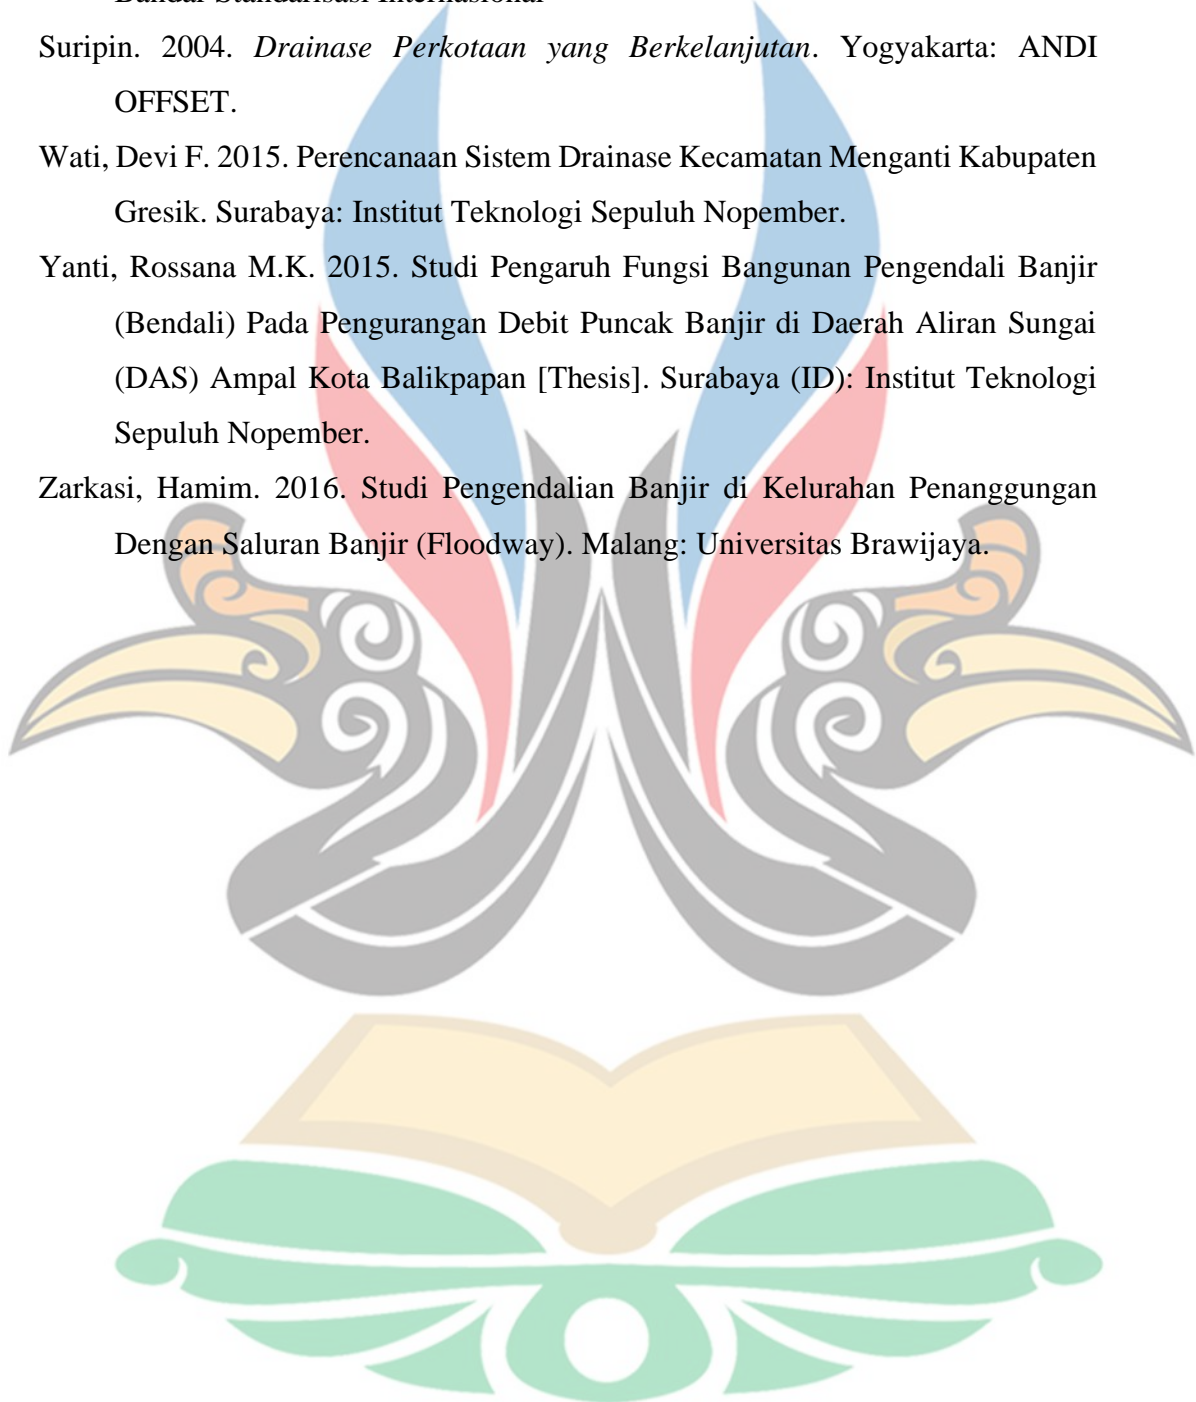 Bandar Standarisasi Internasional
Suripin. 2004. Drainase Perkotaan yang Berkelanjutan. Yogyakarta: ANDI
OFFSET.
Wati, Devi F. 2015. Perencanaan Sistem Drainase Kecamatan Menganti Kabupaten
Gresik. Surabaya: Institut Teknologi Sepuluh Nopember.
Yanti, Rossana M.K. 2015. Studi Pengaruh Fungsi Bangunan Pengendali Banjir
(Bendali) Pada Pengurangan Debit Puncak Banjir di Daerah Aliran Sungai
(DAS) Ampal Kota Balikpapan [Thesis]. Surabaya (ID): Institut Teknologi
Sepuluh Nopember.
Zarkasi, Hamim. 2016. Studi Pengendalian Banjir di Kelurahan Penanggungan
Dengan Saluran Banjir (Floodway). Malang: Universitas Brawijaya.